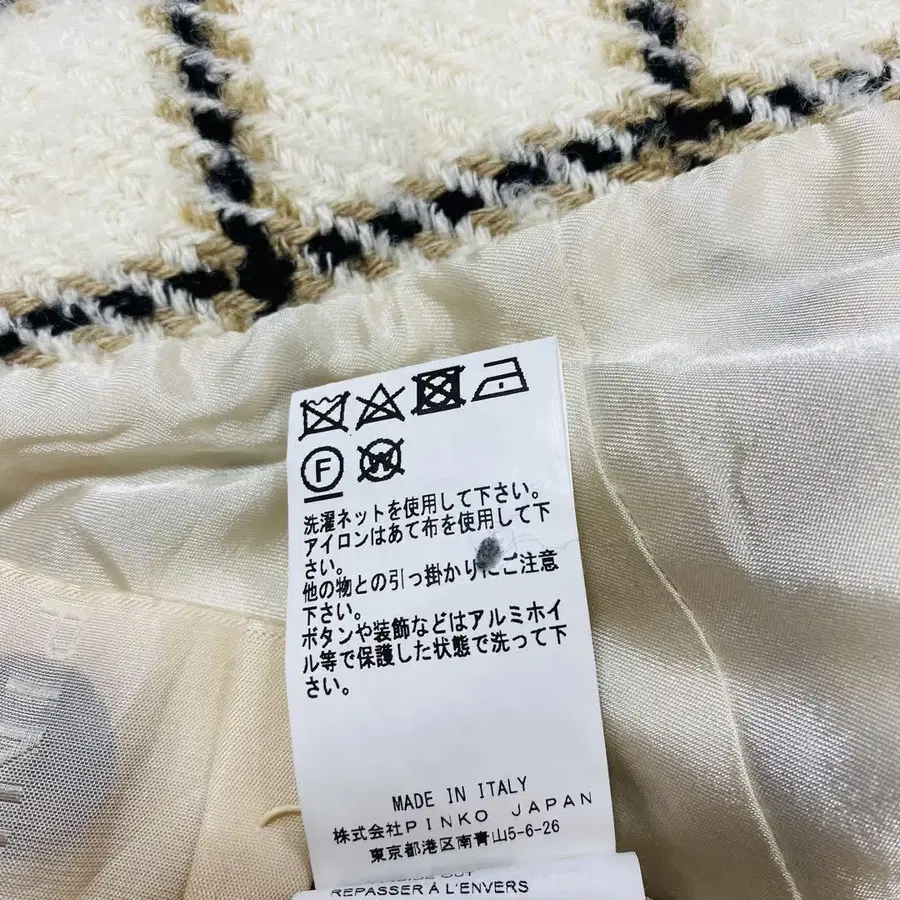 F
W
洗濯ネットを使用して下さい。
アイロンはあて布を使用して下
さい。
他の物との引っ掛かりにご注意
下さい。
ボタンや装飾などはアルミホイ
ル等で保護した状態で洗って下
さい。
MADE IN ITALY
株式会社PINKO JAPAN
東京都港区南青山5-6-26
REPASSER À L'ENVERS